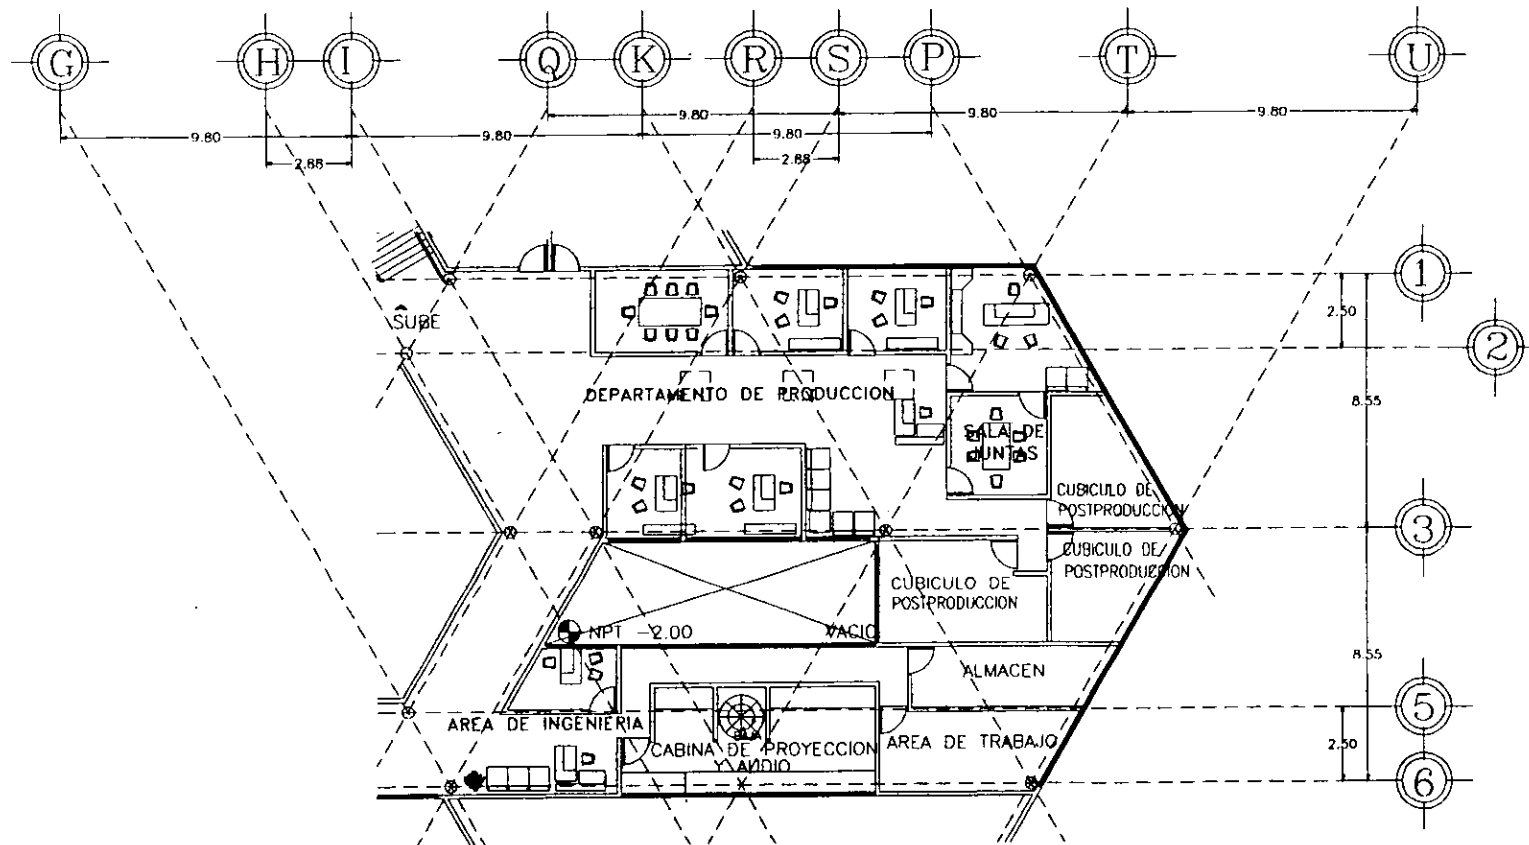 G H I Q K R S P T U
9.80 9.80 9.80
9.80 9.80 9.80
2.88 2.88
1
2.50
SUBE
2
DEPARTAMENTO DE PRODUCCION
8.55
SALA DE
JUNTAS
CUBICULO DE
POSTPRODUCCION
3
CUBICULO DE
POSTPRODUCCION
CUBICULO DE
POSTPRODUCCION
NPT -2.00
VACIO
8.55
ALMACEN
5
AREA DE INGENIERIA
AREA DE TRABAJO
2.50
CABINA DE PROYECCION
Y AUDIO
6